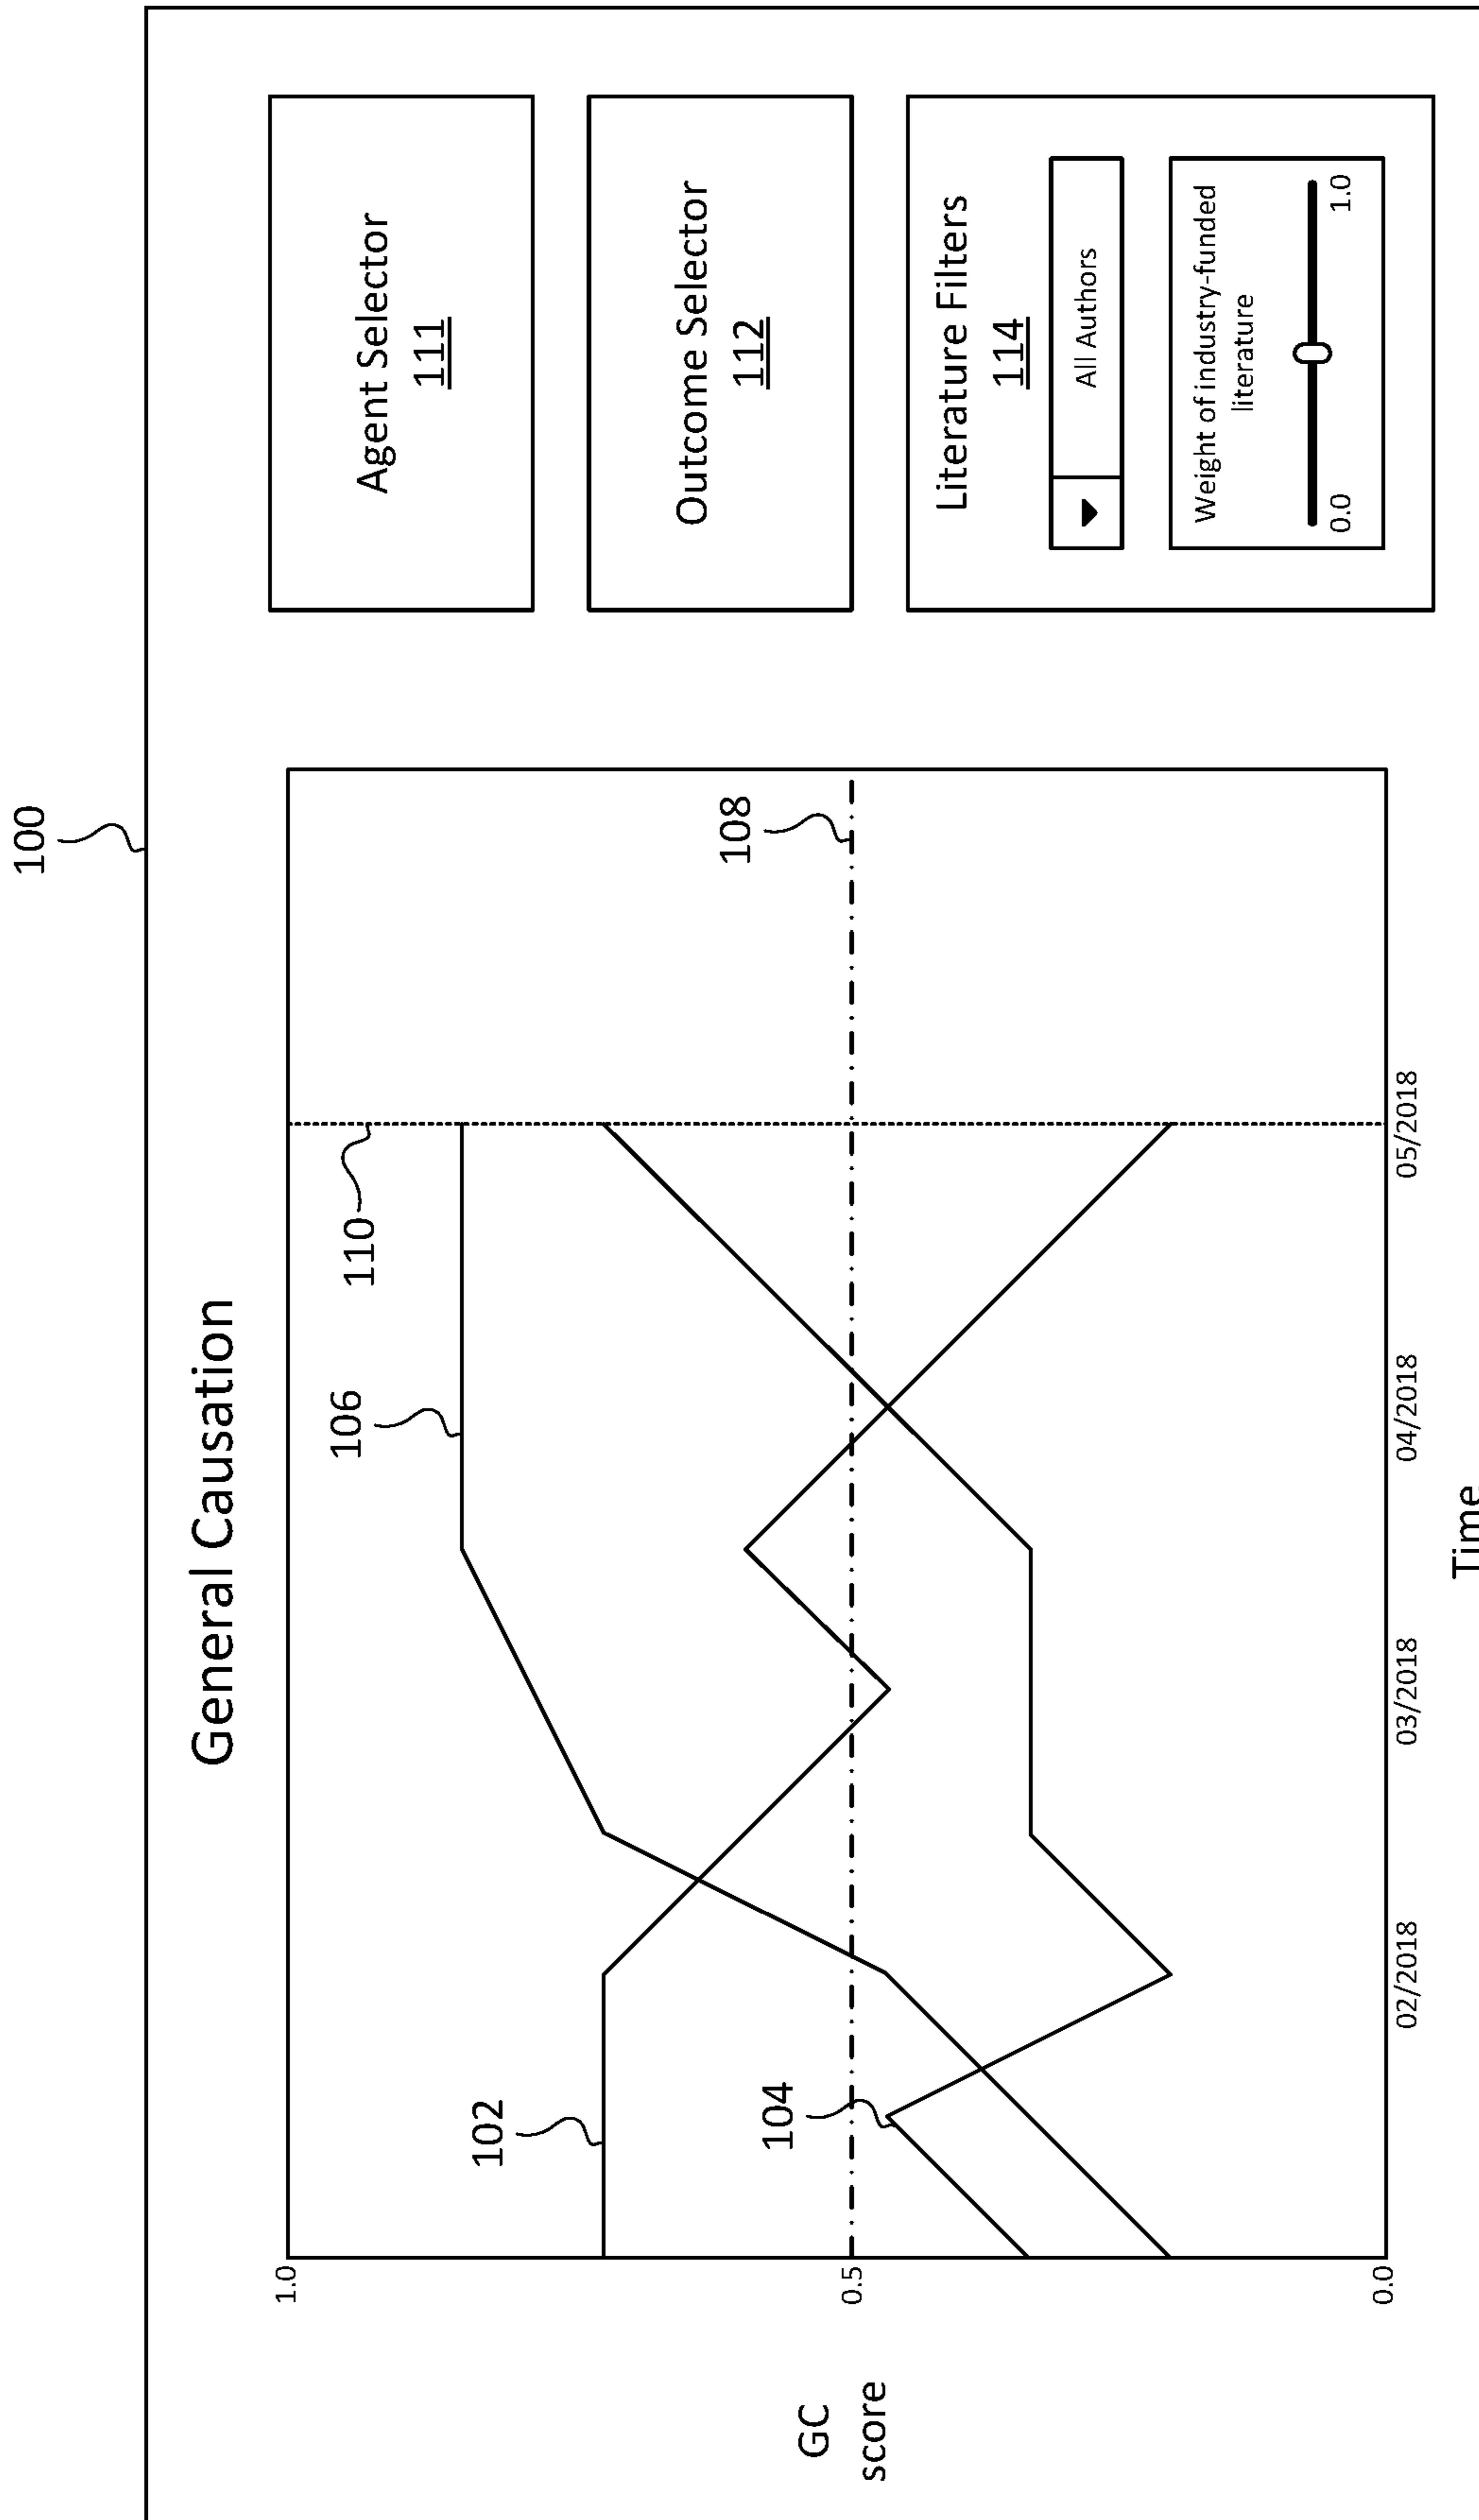 100
General Causation
1.0
0.5
0.0
GC
score
102
104
106
110
108
02/2018
03/2018
04/2018
05/2018
Time
Agent Selector
111
Outcome Selector
112
Literature Filters
114
All Authors
Weight of industry-funded
literature
0.0
1.0